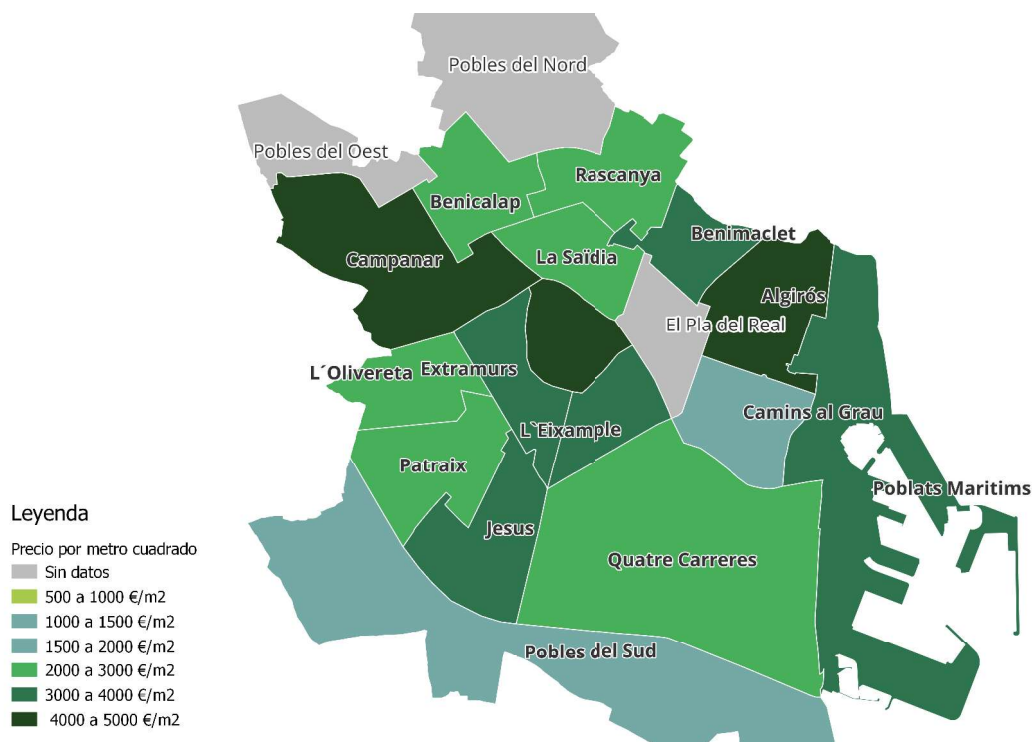 Pobles del Nord
Pobles del Oest
Rascanya
Benicalap
Benimaclet
La Saïdia
Campanar
Algirós
El Pla del Real
L´Olivereta
Extramurs
Camins al Grau
L`Eixample
Patraix
Poblats Maritims
Jesus
Quatre Carreres
Pobles del Sud
Leyenda
Precio por metro cuadrado
Sin datos
500 a 1000 €/m2
1000 a 1500 €/m2
1500 a 2000 €/m2
2000 a 3000 €/m2
3000 a 4000 €/m2
4000 a 5000 €/m2